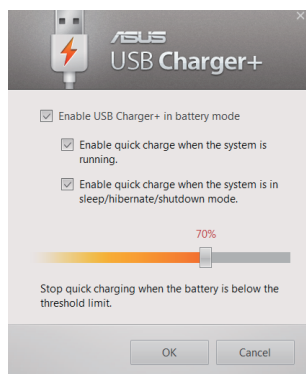 ASUS
USB Charger+
Enable USB Charger+ in battery mode
Enable quick charge when the system is
running.
Enable quick charge when the system is in
sleep/hibernate/shutdown mode.
70%
Stop quick charging when the battery is below the
threshold limit.
OK
Cancel